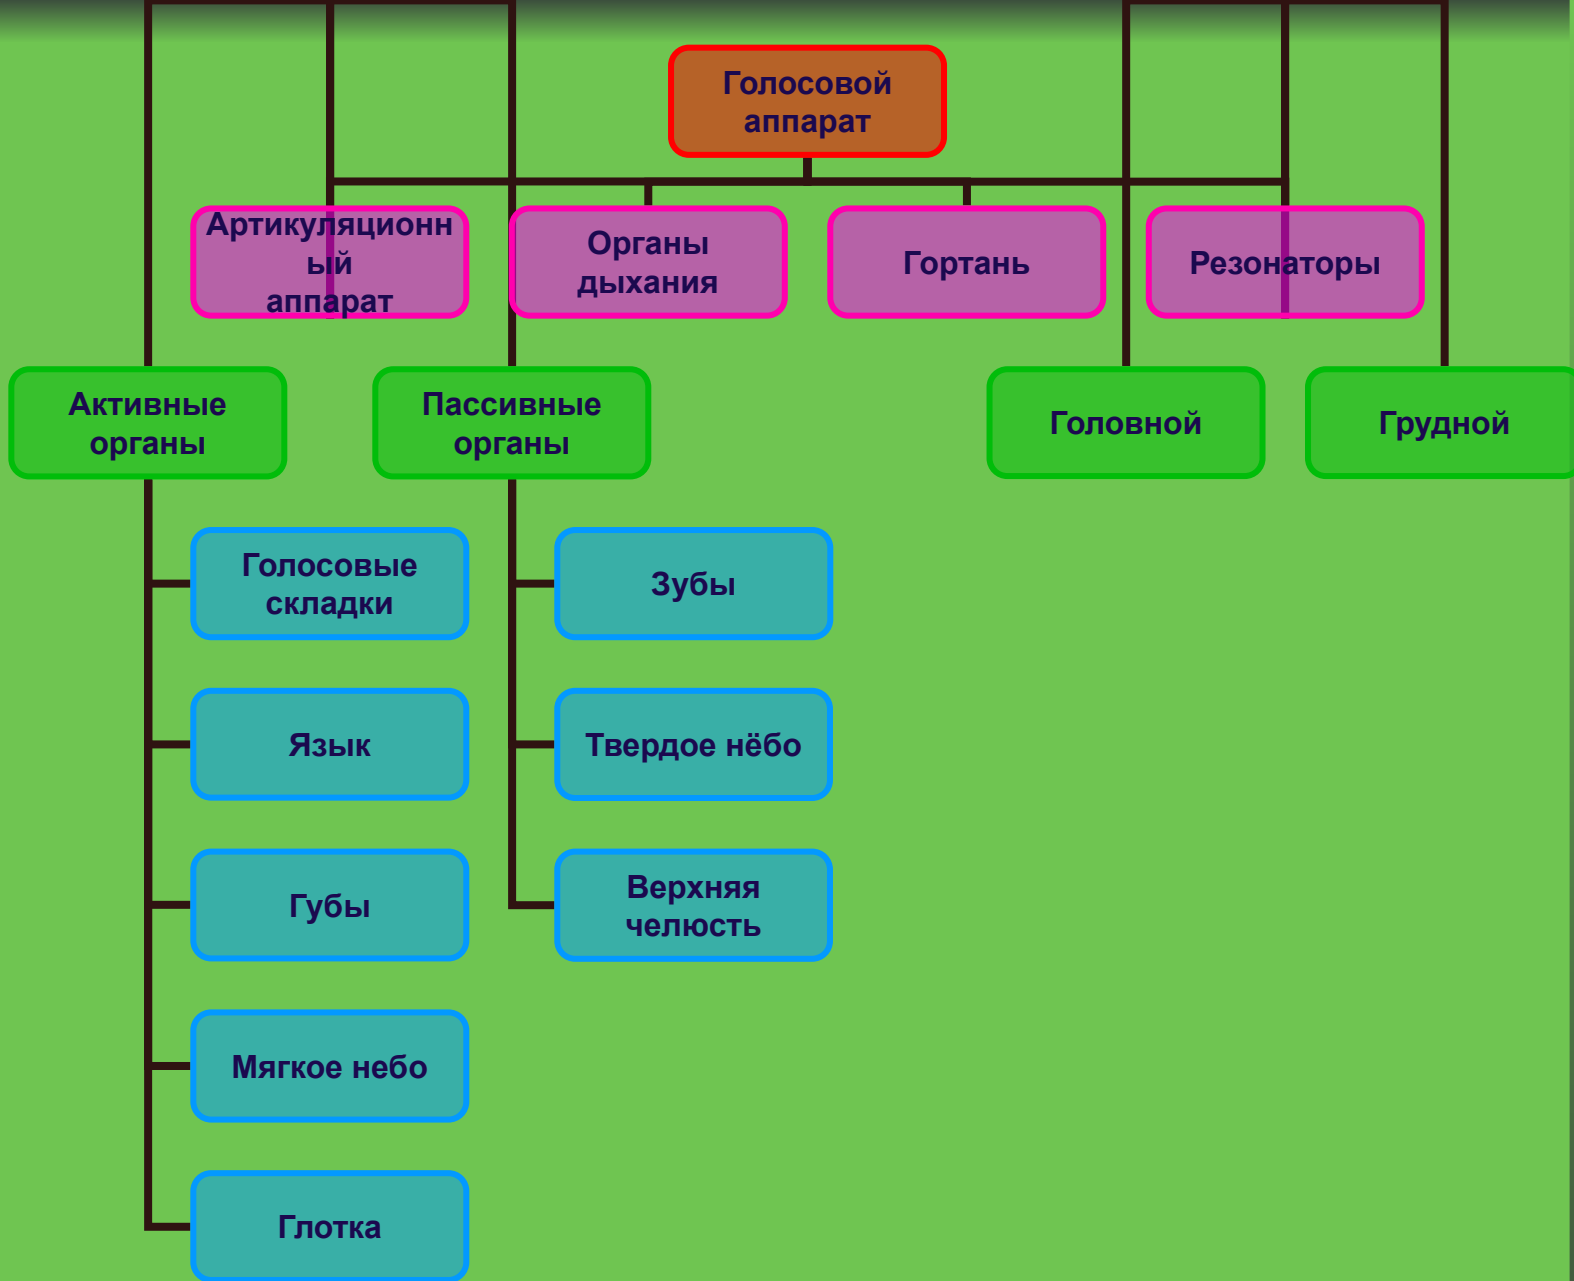 Голосовой
аппарат
Артикуляционн
ый
аппарат
Органы
дыхания
Гортань
Резонаторы
Активные
органы
Пассивные
органы
Головной
Грудной
Голосовые
складки
Зубы
Язык
Твердое нёбо
Губы
Верхняя
челюсть
Мягкое небо
Глотка